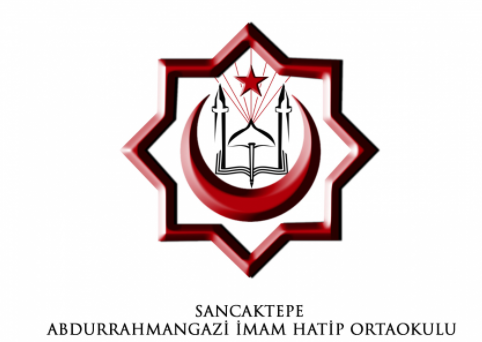 SANCAKTEPE
ABDURRAHMANGAZİ İMAM HATİP ORTAOKULU